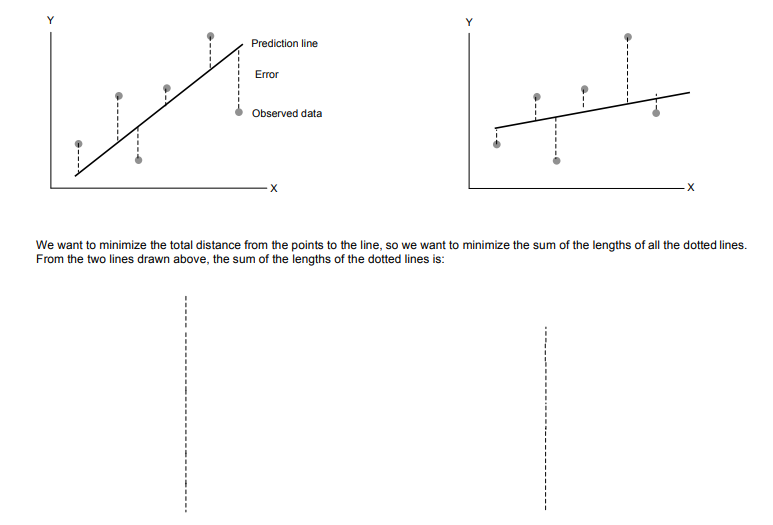 Y
Prediction line
Error
Observed data
X
Y
X
We want to minimize the total distance from the points to the line, so we want to minimize the sum of the lengths of all the dotted lines.
From the two lines drawn above, the sum of the lengths of the dotted lines is: